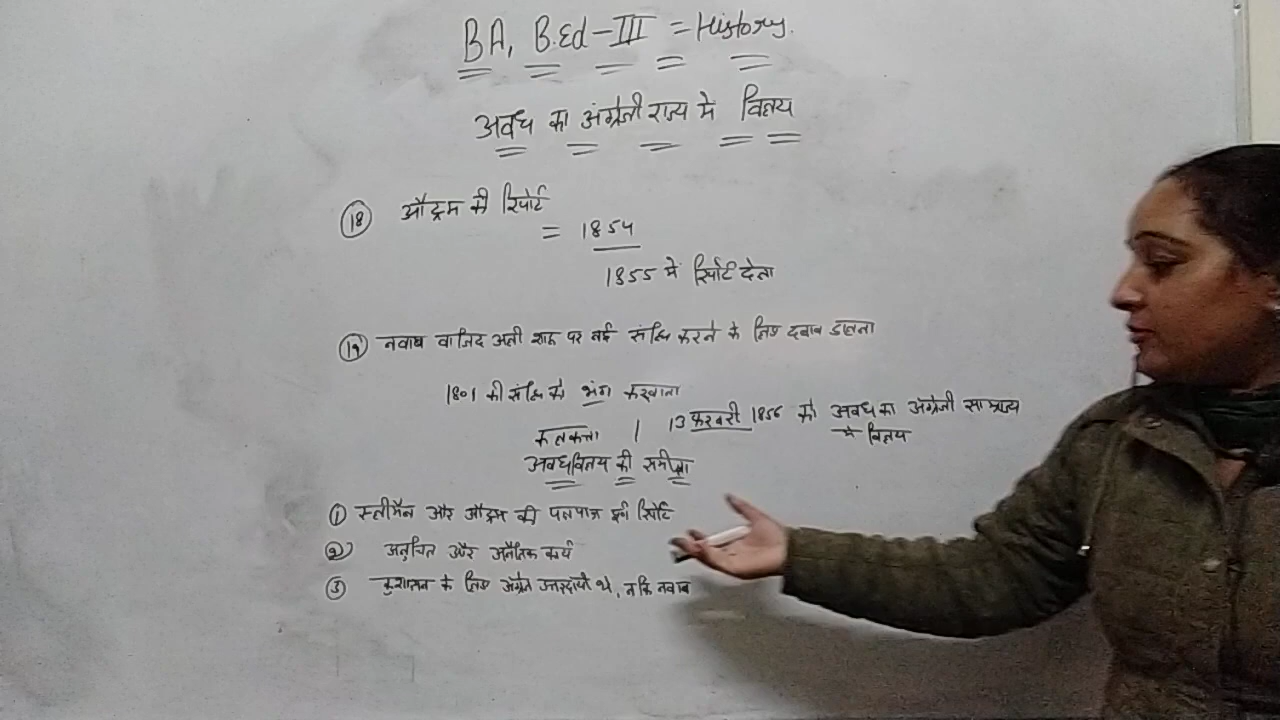 BA, B.Ed-III = History.
अवध का अंग्रेजी राज्य मे विलय
(18) औट्रम की रिपोर्ट
= 1854
1855 में रिपोर्ट देता
(19) नवाब वाजिद अली शाह पर नई संधि करने के लिए दबाब डालना
1801 की संधि को भंग करवाना
कलकत्ता | 13 फरवरी 1856 को अवध का अंग्रेजी साम्राज्य
मे विलय
अवध विलय की समीक्षा
(1) स्लीमैन और औट्रम की पक्षपात पूर्ण रिपोर्ट
(2) अनुचित और अनैतिक कार्य
(3) कुशासन के लिए अंग्रेज उत्तरदायी थे, न कि नवाब